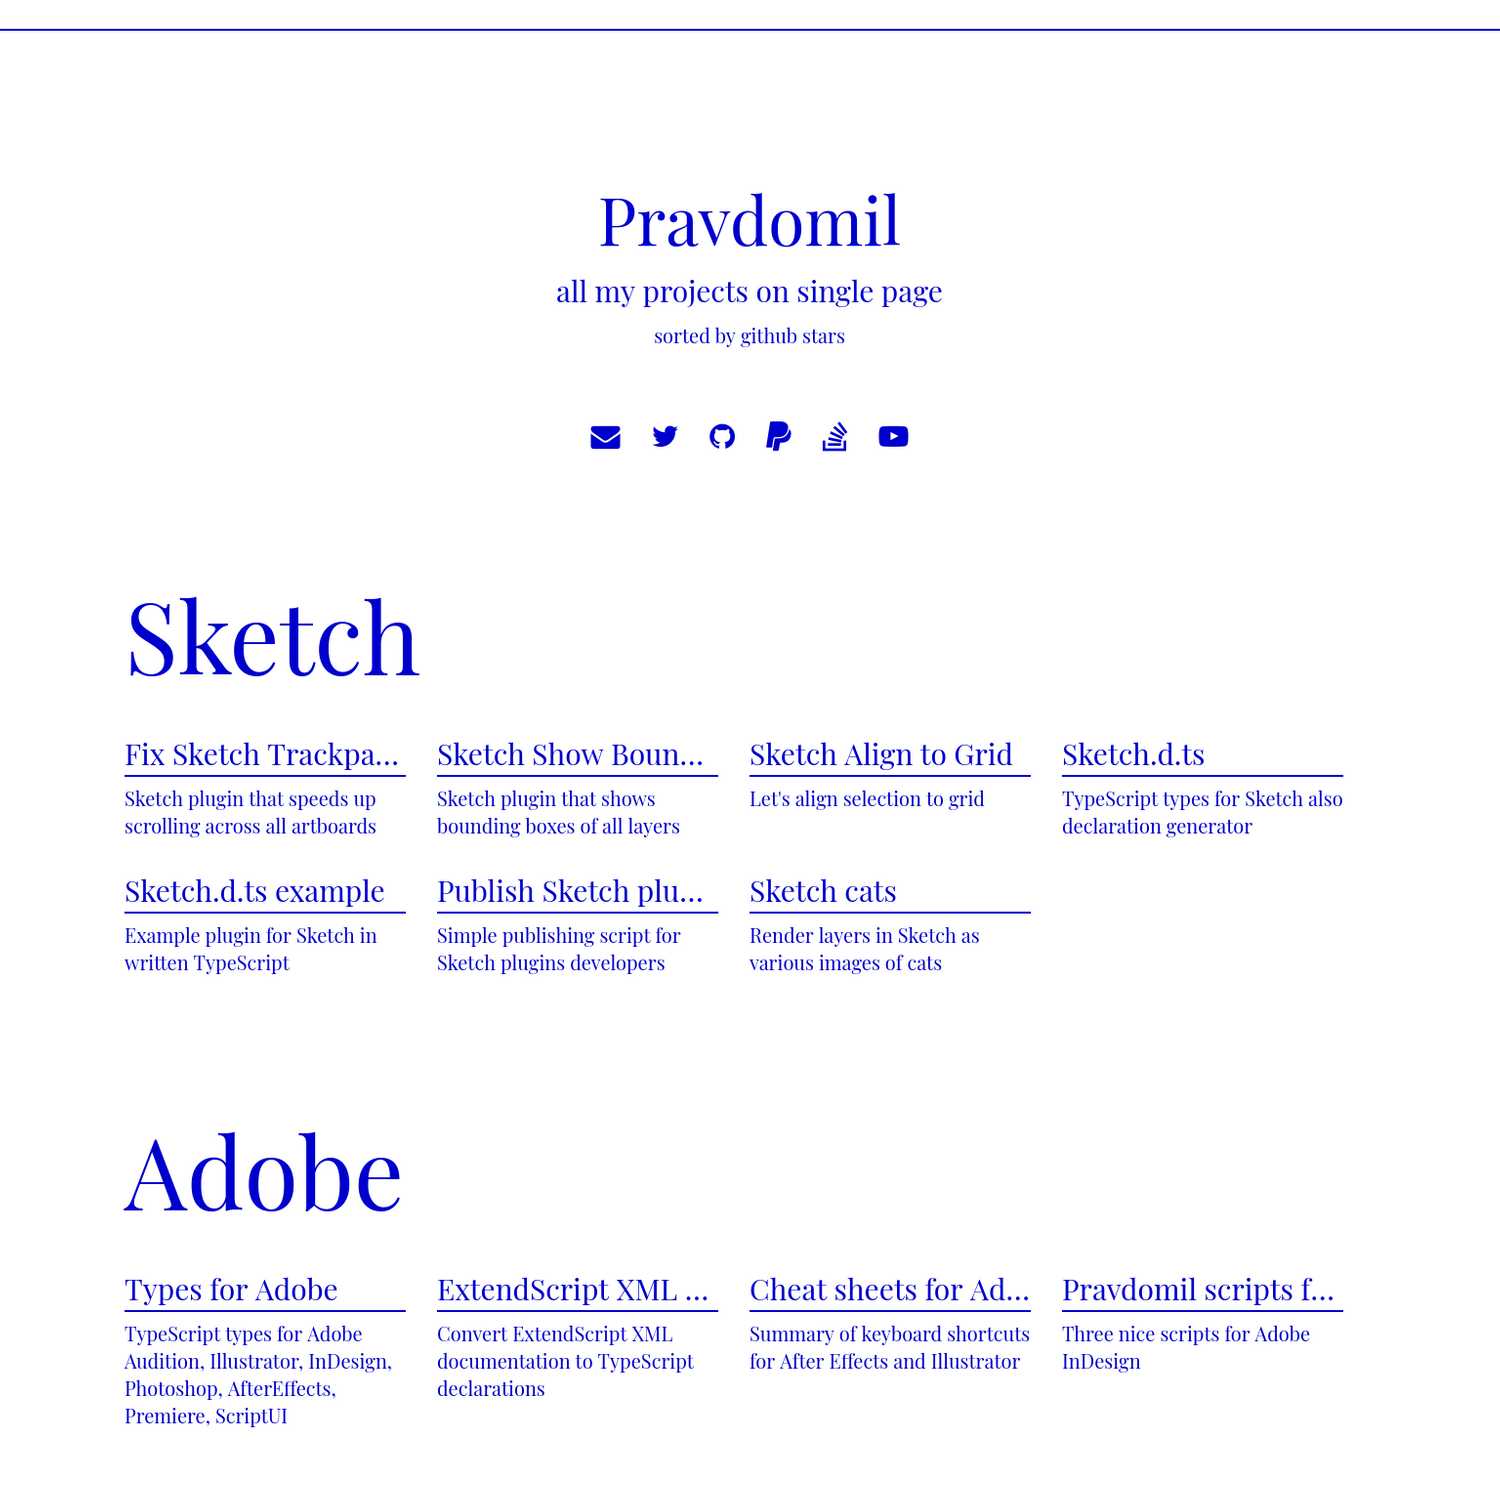 Pravdomil
all my projects on single page
sorted by github stars
Sketch
Fix Sketch Trackpa...
Sketch plugin that speeds up
scrolling across all artboards
Sketch Show Boun...
Sketch plugin that shows
bounding boxes of all layers
Sketch Align to Grid
Let's align selection to grid
Sketch.d.ts
TypeScript types for Sketch also
declaration generator
Sketch.d.ts example
Example plugin for Sketch in
written TypeScript
Publish Sketch plu...
Simple publishing script for
Sketch plugins developers
Sketch cats
Render layers in Sketch as
various images of cats
Adobe
Types for Adobe
TypeScript types for Adobe
Audition, Illustrator, InDesign,
Photoshop, AfterEffects,
Premiere, ScriptUI
ExtendScript XML ...
Convert ExtendScript XML
documentation to TypeScript
declarations
Cheat sheets for Ad...
Summary of keyboard shortcuts
for After Effects and Illustrator
Pravdomil scripts f...
Three nice scripts for Adobe
InDesign